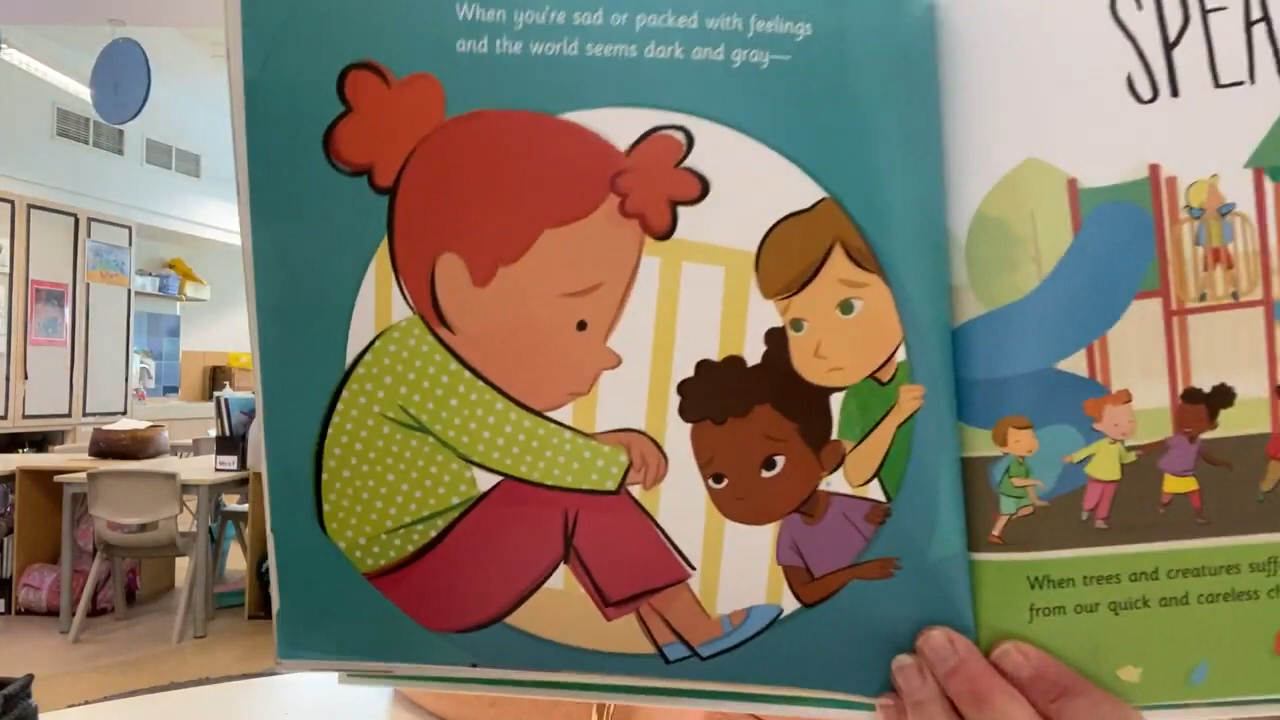 When you're sad or packed with feelings
and the world seems dark and gray—
SPEA
When trees and creatures suff
from our quick and careless c